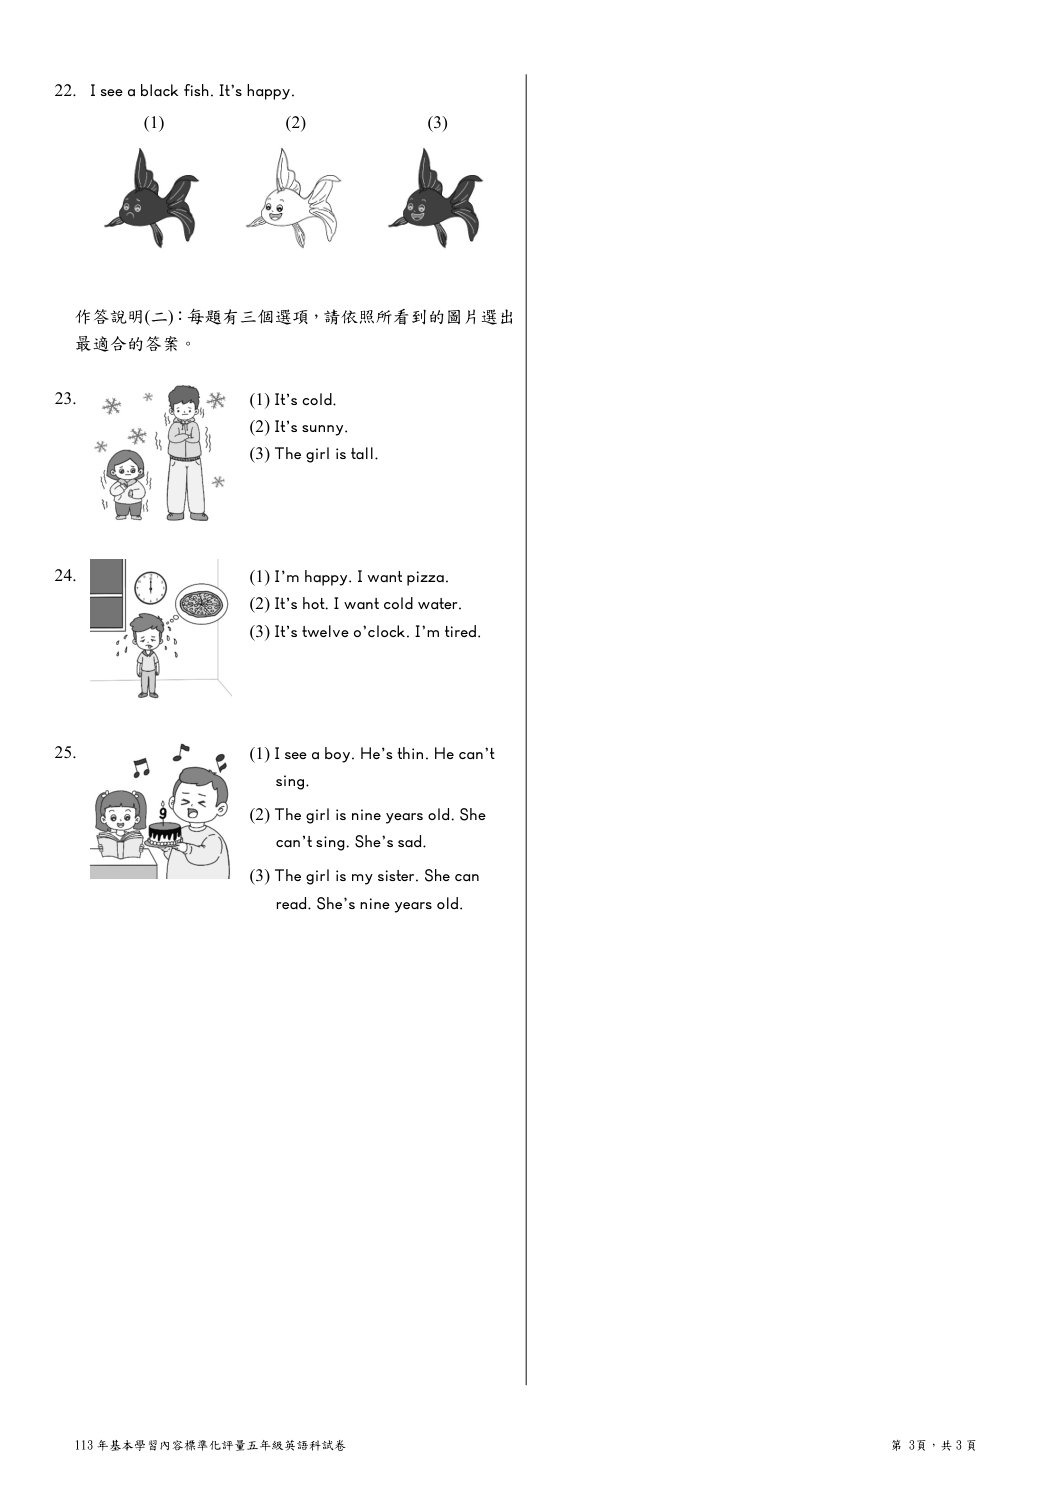 22. I see a black fish. It's happy.
(1) (2) (3)
作答說明(二)：每題有三個選項，請依照所看到的圖片選出
最適合的答案。
23. (1) It's cold.
(2) It's sunny.
(3) The girl is tall.
24. (1) I'm happy. I want pizza.
(2) It's hot. I want cold water.
(3) It's twelve o'clock. I'm tired.
25. (1) I see a boy. He's thin. He can't
sing.
9
(2) The girl is nine years old. She
can't sing. She's sad.
(3) The girl is my sister. She can
read. She's nine years old.
113 年基本學習內容標準化評量五年級英語科試卷
第 3頁，共 3 頁